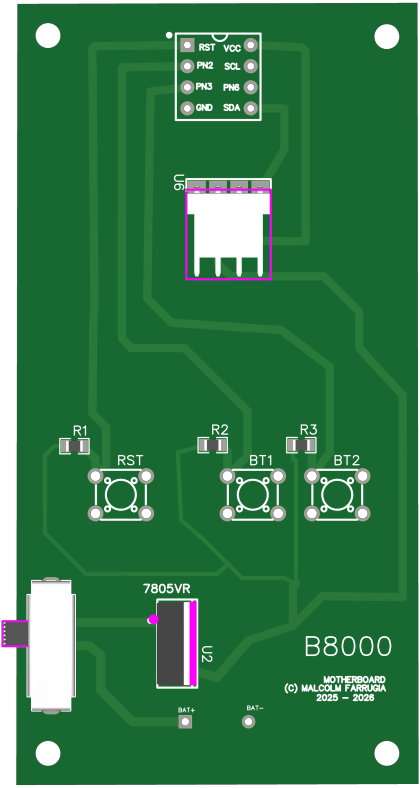 RST VCC
PN2 SCL
PN3 PN6
GND SDA
U6
R1
R2
R3
RST
BT1
BT2
7805VR
U2
B8000
MOTHERBOARD
(C) MALCOLM FARRUGIA
2025 - 2026
BAT+
BAT-